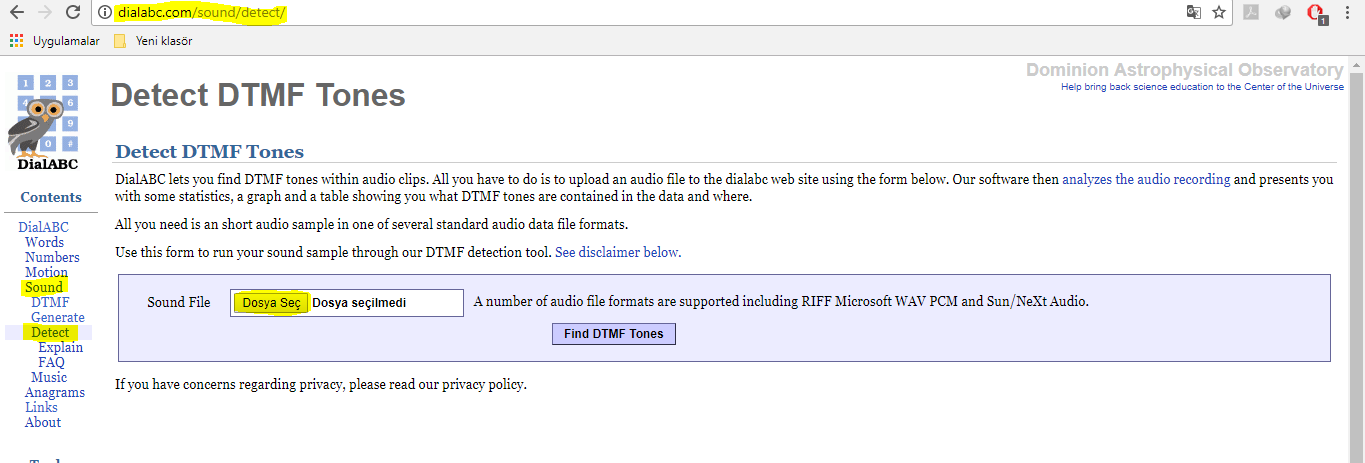 dialabc.com/sound/detect/
1
Uygulamalar
Yeni klasör
1 2 3
4 6
9
0 #
DialABC
Dominion Astrophysical Observatory
Help bring back science education to the Center of the Universe
Detect DTMF Tones
Contents
DialABC
Words
Numbers
Motion
Sound
DTMF
Generate
Detect
Explain
FAQ
Music
Anagrams
Links
About
Detect DTMF Tones
DialABC lets you find DTMF tones within audio clips. All you have to do is to upload an audio file to the dialabc web site using the form below. Our software then analyzes the audio recording and presents you
with some statistics, a graph and a table showing you what DTMF tones are contained in the data and where.
All you need is an short audio sample in one of several standard audio data file formats.
Use this form to run your sound sample through our DTMF detection tool. See disclaimer below.
Sound File Dosya Seç Dosya seçilmedi A number of audio file formats are supported including RIFF Microsoft WAV PCM and Sun/NeXt Audio.
Find DTMF Tones
If you have concerns regarding privacy, please read our privacy policy.